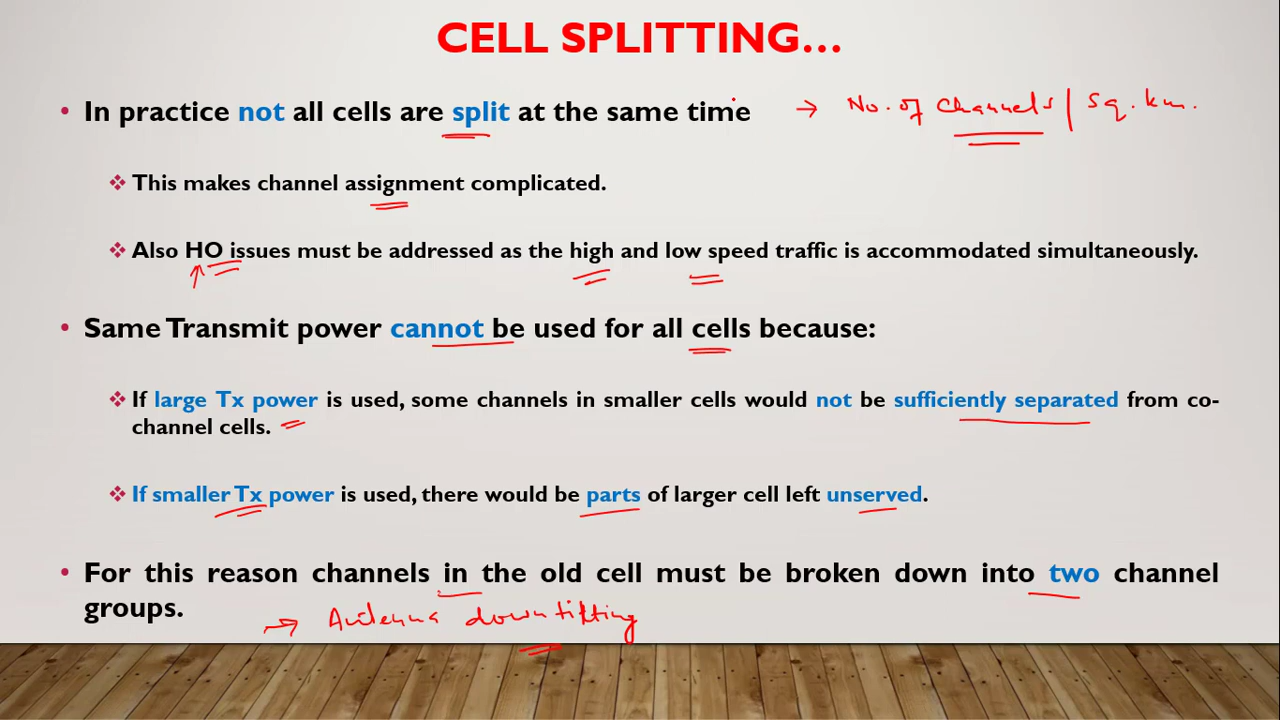 CELL SPLITTING...
• In practice not all cells are split at the same time → No. of channels / Sq. km.
❖ This makes channel assignment complicated.
❖ Also HO issues must be addressed as the high and low speed traffic is accommodated simultaneously.
• Same Transmit power cannot be used for all cells because:
❖ If large Tx power is used, some channels in smaller cells would not be sufficiently separated from co-
channel cells.
❖ If smaller Tx power is used, there would be parts of larger cell left unserved.
• For this reason channels in the old cell must be broken down into two channel
groups.
→ Antenna downtilting